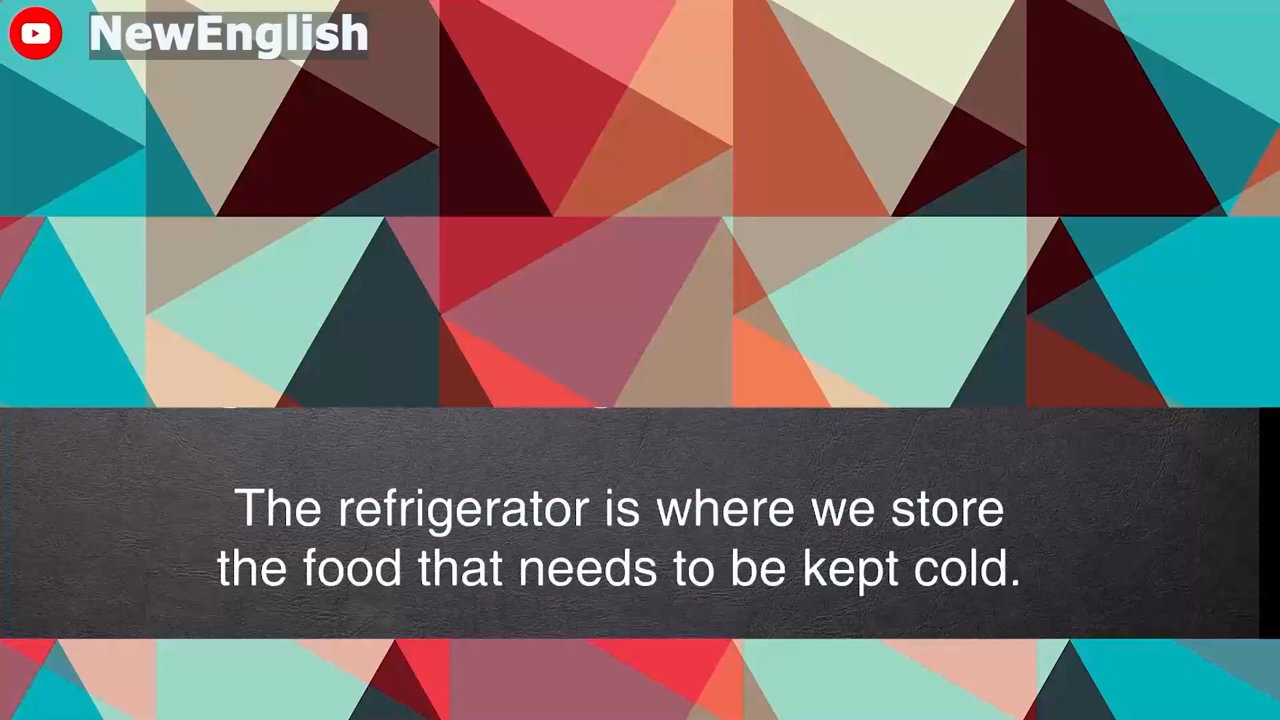 NewEnglish
The refrigerator is where we store
the food that needs to be kept cold.